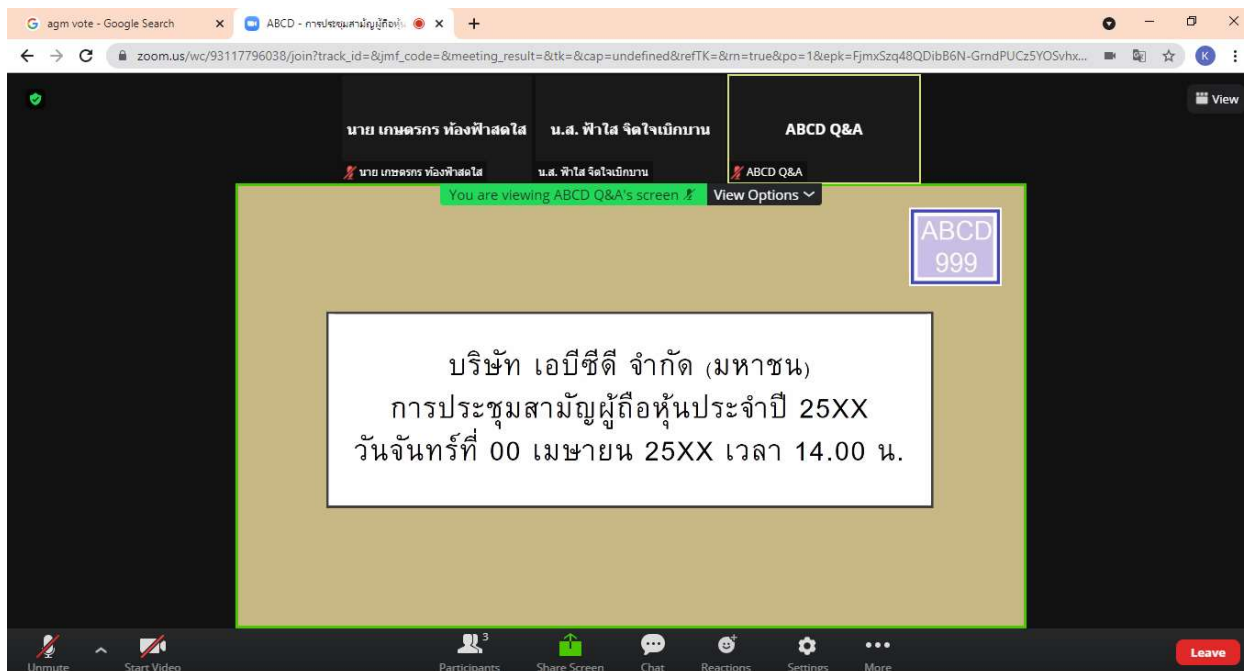 agm vote - Google Search
ABCD - การประชุมสามัญผู้ถือหุ้น
zoom.us/wc/93117796038/join?track_id=&jmf_code=&meeting_result=&tk=&cap=undefined&refTK=&rn=true&po=1&epk=FjmxSzq48QDibB6N-GrndPUCz5YOSvhx...
K
View
นาย เกษตรกร ท้องฟ้าสดใส
น.ส. ฟ้าใส จิตใจเบิกบาน
ABCD Q&A
นาย เกษตรกร ท้องฟ้าสดใส
น.ส. ฟ้าใส จิตใจเบิกบาน
ABCD Q&A
You are viewing ABCD Q&A's screen
View Options
ABCD
999
บริษัท เอบีซีดี จำกัด (มหาชน)
การประชุมสามัญผู้ถือหุ้นประจำปี 25XX
วันจันทร์ที่ 00 เมษายน 25XX เวลา 14.00 น.
Unmute
Start Video
Participants
3
Share Screen
Chat
Reactions
Settings
More
Leave